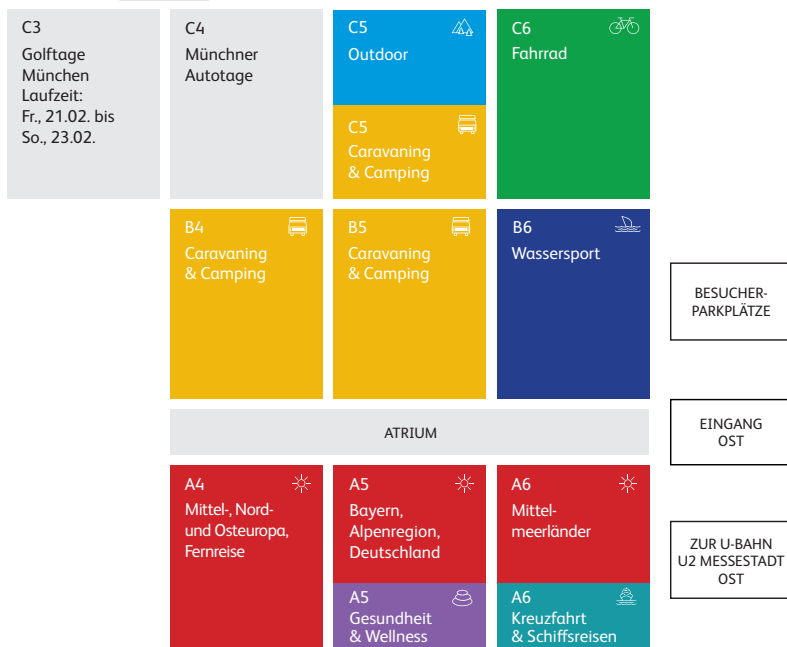 C3
Golftage
München
Laufzeit:
Fr., 21.02. bis
So., 23.02.
C4
Münchner
Autotage
C5
Outdoor
C5
Caravaning
& Camping
C6
Fahrrad
B4
Caravaning
& Camping
B5
Caravaning
& Camping
B6
Wassersport
BESUCHER-
PARKPLÄTZE
ATRIUM
EINGANG
OST
A4
Mittel-, Nord-
und Osteuropa,
Fernreise
A5
Bayern,
Alpenregion,
Deutschland
A5
Gesundheit
& Wellness
A6
Mittel-
meerländer
A6
Kreuzfahrt
& Schiffsreisen
ZUR U-BAHN
U2 MESSESTADT
OST